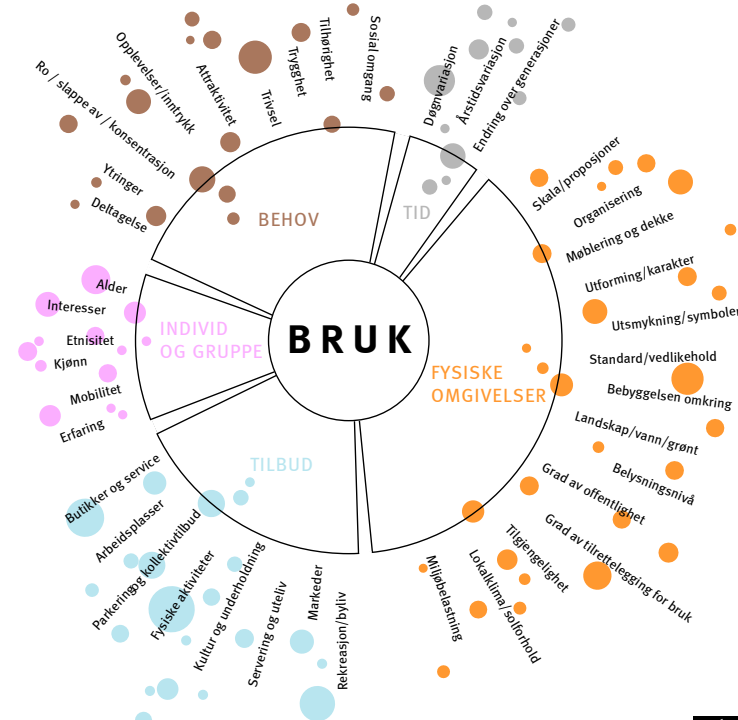 BRUK
BEHOV
Deltagelse
Ytringer
Ro / slappe av / konsentrasjon
Opplevelser/inntrykk
Attraktivitet
Trivsel
Trygghet
Tilhørighet
Sosial omgang
TID
Døgnvariasjon
Årstidsvariasjon
Endring over generasjoner
FYSISKE
OMGIVELSER
Skala/proposjoner
Organisering
Møblering og dekke
Utforming/karakter
Utsmykning/symboler
Standard/vedlikehold
Bebyggelsen omkring
Landskap/vann/grønt
Belysningsnivå
Grad av offentlighet
Grad av tilrettelegging for bruk
Tilgjengelighet
Lokalklima/solforhold
Miljøbelastning
TILBUD
Rekreasjon/byliv
Markeder
Servering og uteliv
Kultur og underholdning
Fysiske aktiviteter
Parkering og kollektivtilbud
Arbeidsplasser
Butikker og service
INDIVID
OG GRUPPE
Erfaring
Mobilitet
Kjønn
Etnisitet
Interesser
Alder